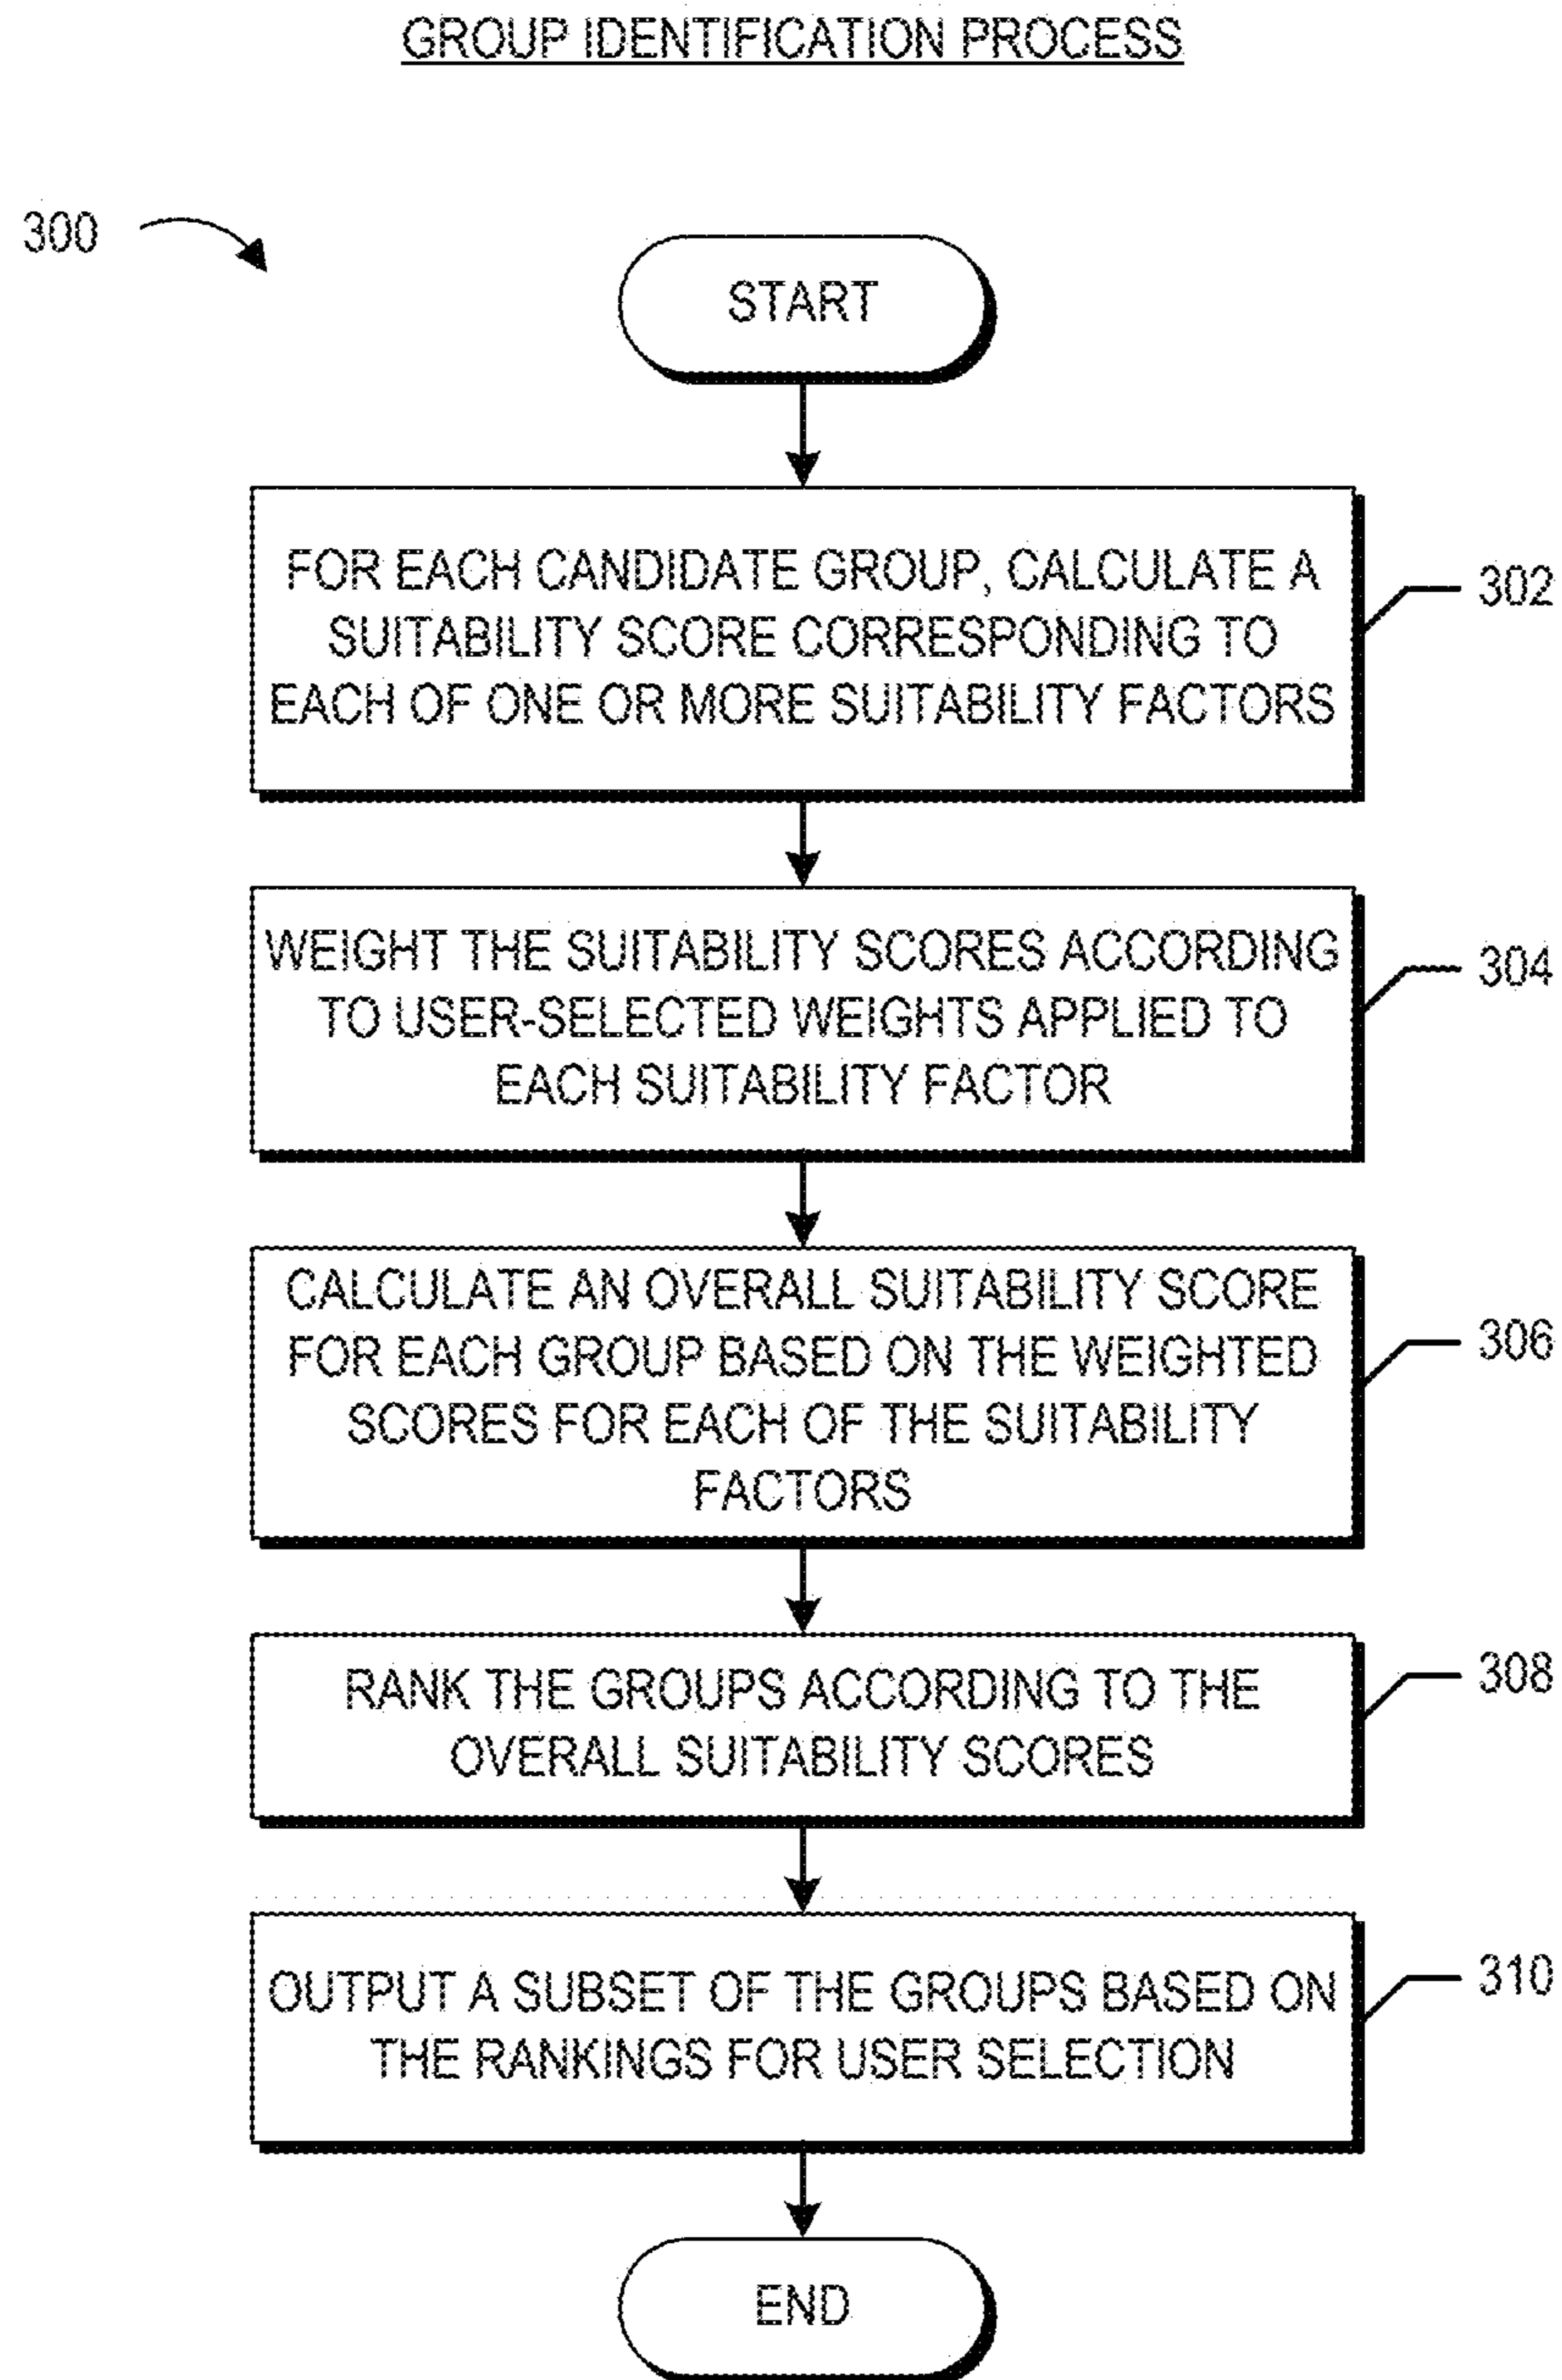 GROUP IDENTIFICATION PROCESS
300
START
FOR EACH CANDIDATE GROUP, CALCULATE A
SUITABILITY SCORE CORRESPONDING TO
EACH OF ONE OR MORE SUITABILITY FACTORS
302
WEIGHT THE SUITABILITY SCORES ACCORDING
TO USER-SELECTED WEIGHTS APPLIED TO
EACH SUITABILITY FACTOR
304
CALCULATE AN OVERALL SUITABILITY SCORE
FOR EACH GROUP BASED ON THE WEIGHTED
SCORES FOR EACH OF THE SUITABILITY
FACTORS
306
RANK THE GROUPS ACCORDING TO THE
OVERALL SUITABILITY SCORES
308
OUTPUT A SUBSET OF THE GROUPS BASED ON
THE RANKINGS FOR USER SELECTION
310
END